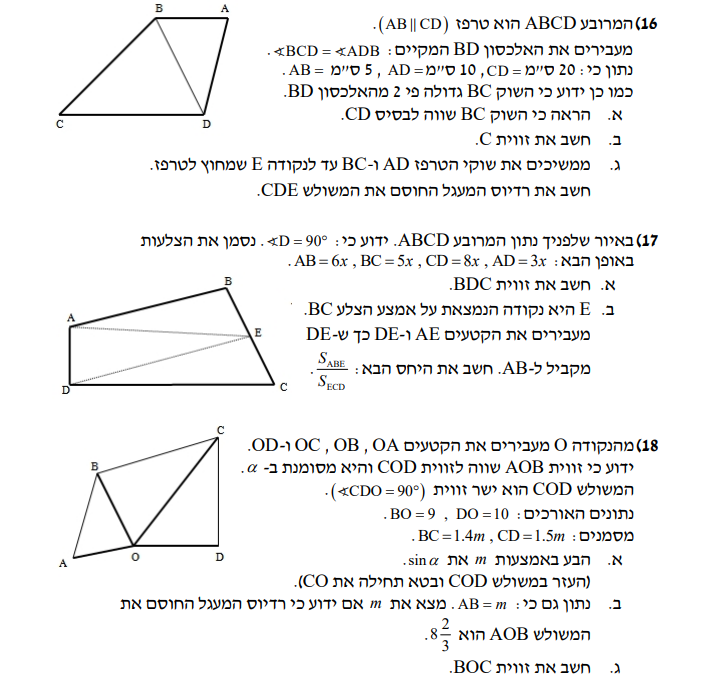 16) המרובע ABCD הוא טרפז (AB || CD).
מעבירים את האלכסון BD המקיים: ∢BCD = ∢ADB.
נתון כי: 20 ס״מ = CD, 10 ס״מ = AD, 5 ס״מ = AB.
כמו כן ידוע כי השוק BC גדולה פי 2 מהאלכסון BD.
א. הראה כי השוק BC שווה לבסיס CD.
ב. חשב את זווית C.
ג. ממשיכים את שוקי הטרפז AD ו-BC עד לנקודה E שמחוץ לטרפז.
חשב את רדיוס המעגל החוסם את המשולש CDE.
B A
C D
17) באיור שלפניך נתון המרובע ABCD. ידוע כי: ∢D = 90°. נסמן את הצלעות
באופן הבא: AB = 6x, BC = 5x, CD = 8x, AD = 3x.
א. חשב את זווית BDC.
ב. E היא נקודה הנמצאת על אמצע הצלע BC.
מעבירים את הקטעים AE ו-DE כך ש-DE
מקביל ל-AB. חשב את היחס הבא: S_ABE / S_ECD.
B
A
E
D C
18) מהנקודה O מעבירים את הקטעים OC, OB, OA ו-OD.
ידוע כי זווית AOB שווה לזווית COD והיא מסומנת ב-α.
המשולש COD הוא ישר זווית (∢CDO = 90°).
נתונים האורכים: BO = 9, DO = 10.
מסמנים: BC = 1.4m, CD = 1.5m.
א. הבע באמצעות m את sin α.
(העזר במשולש COD ובטא תחילה את CO).
ב. נתון גם כי: AB = m. מצא את m אם ידוע כי רדיוס המעגל החוסם את
המשולש AOB הוא 8 2/3.
ג. חשב את זווית BOC.
C
B
A O D